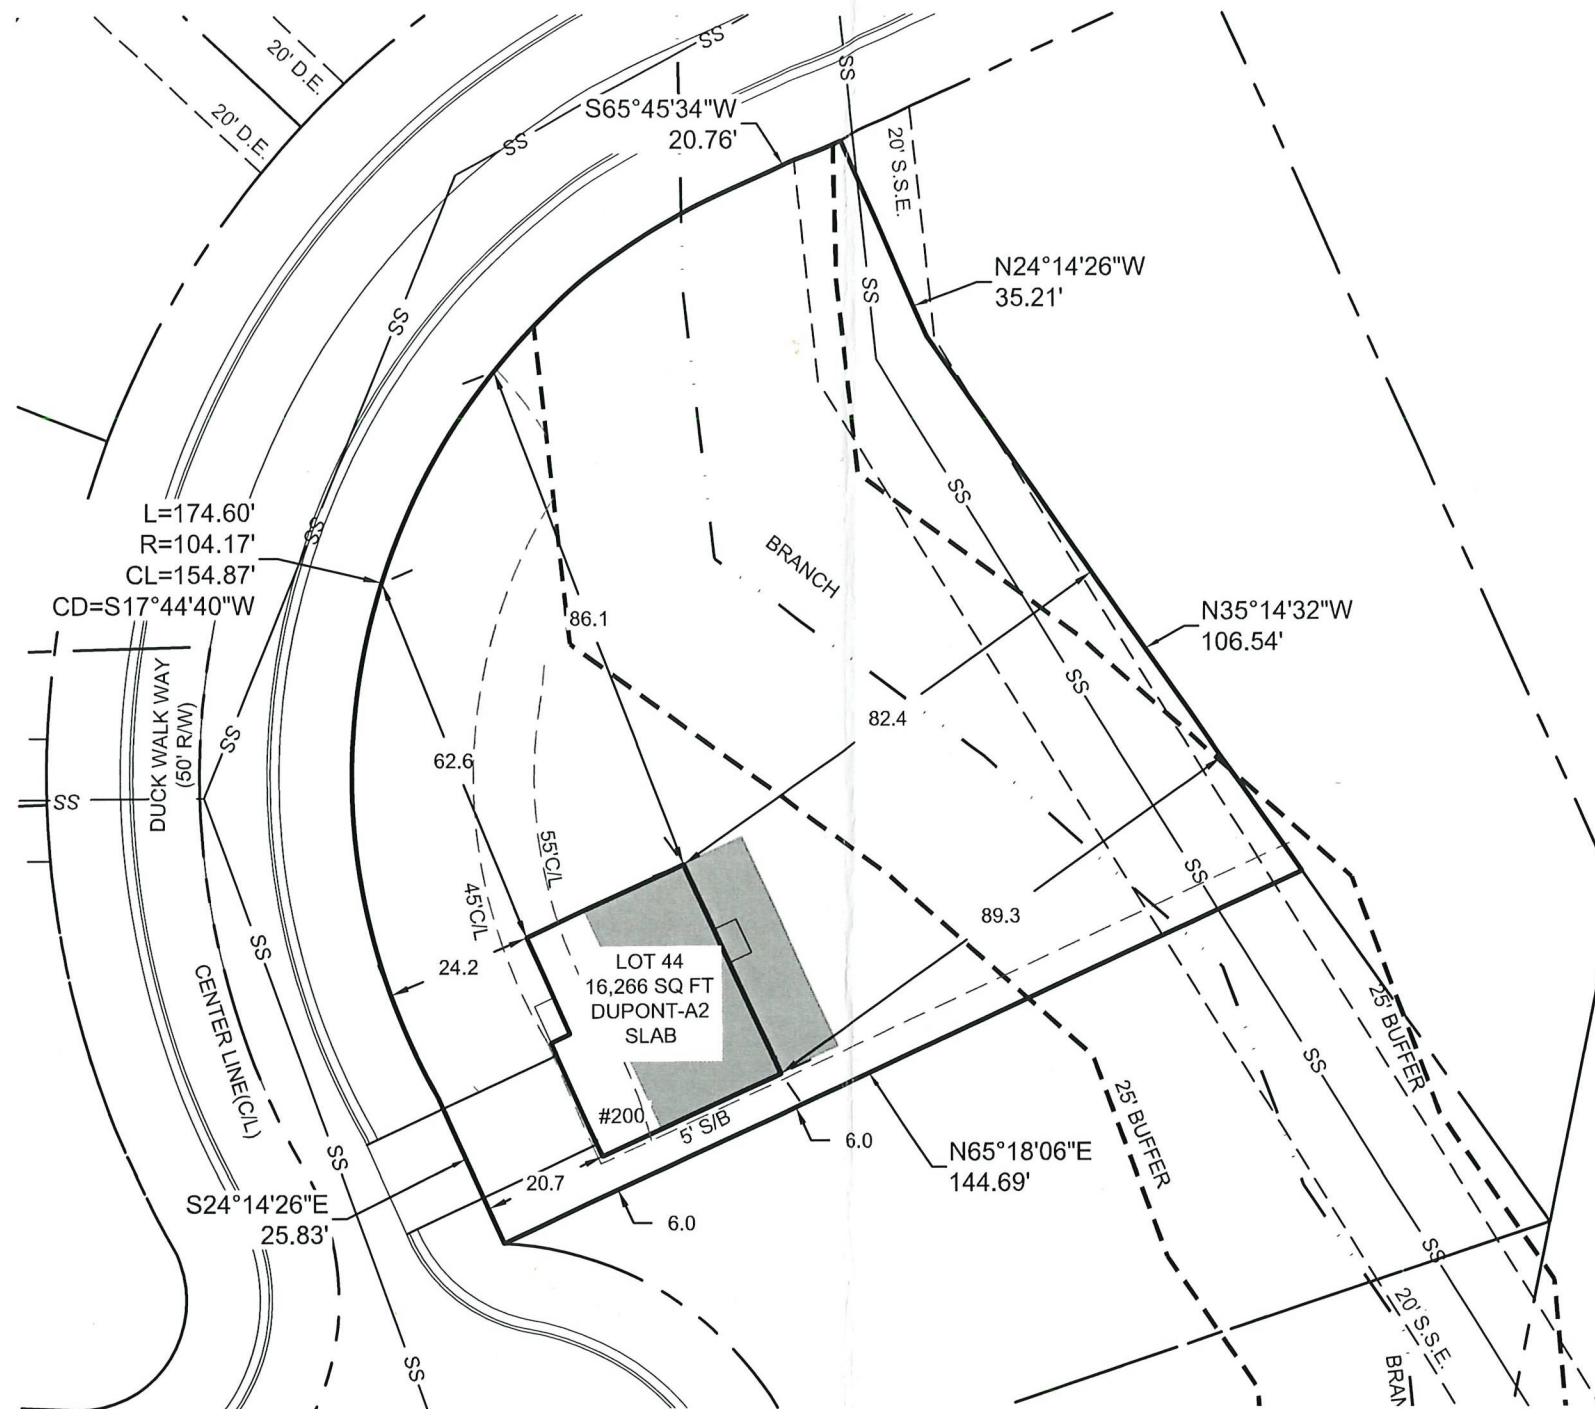 20' D.E.
20' D.E.
SS
SS
S65°45'34"W
20.76'
SS
20' S.S.E.
N24°14'26"W
35.21'
SS
SS
L=174.60'
R=104.17'
CL=154.87'
CD=S17°44'40"W
SS
SS
BRANCH
86.1
N35°14'32"W
106.54'
SS
82.4
DUCK WALK WAY
(50' R/W)
SS
62.6
SS
55'C/L
45'C/L
SS
89.3
SS
24.2
LOT 44
16,266 SQ FT
DUPONT-A2
SLAB
CENTER LINE(C/L)
25' BUFFER
SS
#200
5' S/B
6.0
25' BUFFER
N65°18'06"E
144.69'
SS
20.7
S24°14'26"E
25.83'
6.0
SS
20' S.S.E.
SS
BRAN